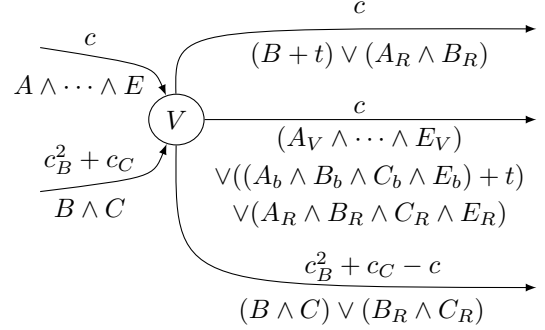 c
A ∧ ⋯ ∧ E
c_B^2 + c_C
B ∧ C
V
c
(B + t) ∨ (A_R ∧ B_R)
c
(A_V ∧ ⋯ ∧ E_V)
∨((A_b ∧ B_b ∧ C_b ∧ E_b) + t)
∨(A_R ∧ B_R ∧ C_R ∧ E_R)
c_B^2 + c_C − c
(B ∧ C) ∨ (B_R ∧ C_R)